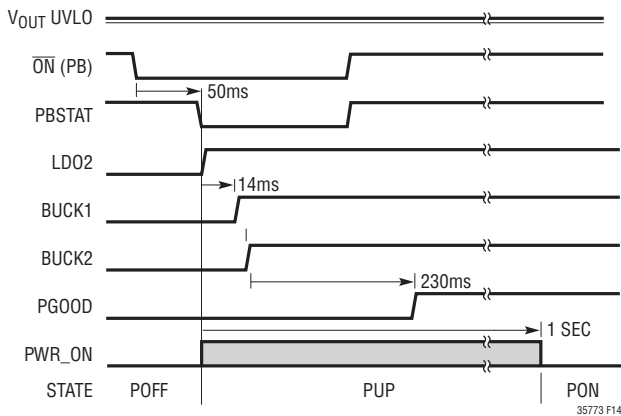 VOUT UVLO
ON (PB)
50ms
PBSTAT
LDO2
14ms
BUCK1
BUCK2
230ms
PGOOD
1 SEC
PWR_ON
STATE POFF PUP PON
35773 F14